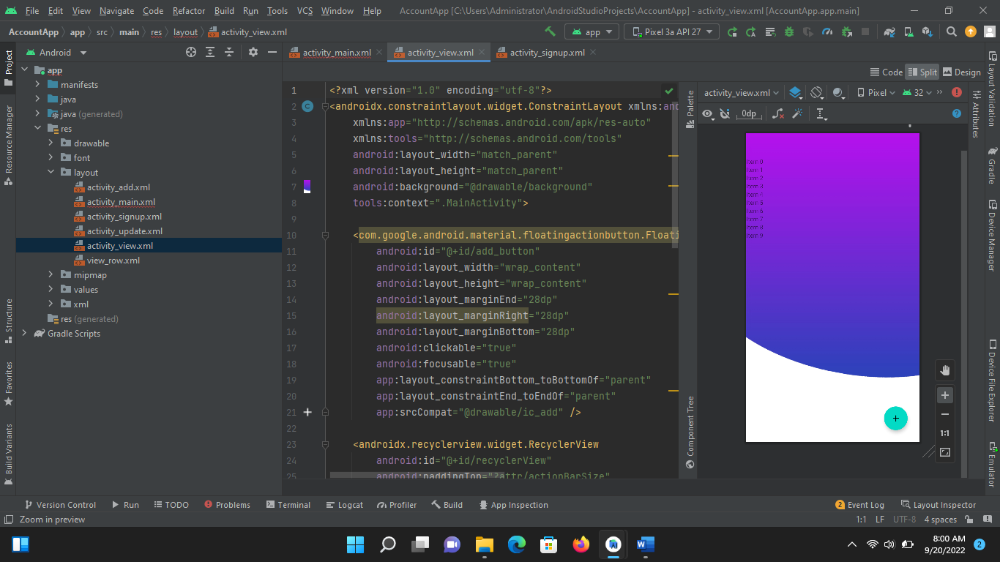 File Edit View Navigate Code Refactor Build Run Tools VCS Window Help AccountApp [C:\Users\Administrator\AndroidStudioProjects\AccountApp] - activity_view.xml [AccountApp.app.main]
AccountApp app src main res layout activity_view.xml
app Pixel 3a API 27
Project
Resource Manager
Structure
Favorites
Build Variants
Android
app
manifests
java
java (generated)
res
drawable
font
layout
activity_add.xml
activity_main.xml
activity_signup.xml
activity_update.xml
activity_view.xml
view_row.xml
mipmap
values
xml
res (generated)
Gradle Scripts
activity_main.xml activity_view.xml activity_signup.xml
Code Split Design
1 <?xml version="1.0" encoding="utf-8"?>
2 <androidx.constraintlayout.widget.ConstraintLayout xmlns:and
3 xmlns:app="http://schemas.android.com/apk/res-auto"
4 xmlns:tools="http://schemas.android.com/tools"
5 android:layout_width="match_parent"
6 android:layout_height="match_parent"
7 android:background="@drawable/background"
8 tools:context=".MainActivity">
9
10 <com.google.android.material.floatingactionbutton.Floati
11 android:id="@+id/add_button"
12 android:layout_width="wrap_content"
13 android:layout_height="wrap_content"
14 android:layout_marginEnd="28dp"
15 android:layout_marginRight="28dp"
16 android:layout_marginBottom="28dp"
17 android:clickable="true"
18 android:focusable="true"
19 app:layout_constraintBottom_toBottomOf="parent"
20 app:layout_constraintEnd_toEndOf="parent"
21 app:srcCompat="@drawable/ic_add" />
22
23 <androidx.recyclerview.widget.RecyclerView
24 android:id="@+id/recyclerView"
25 android:paddingTop="?attr/actionBarSize"
Palette
Component Tree
activity_view.xml Pixel 32
0dp
Item 0
Item 1
Item 2
Item 3
Item 4
Item 5
Item 6
Item 7
Item 8
Item 9
1:1
Attributes
Layout Validation
Gradle
Device Manager
Device File Explorer
Emulator
Version Control Run TODO Problems Terminal Logcat Profiler Build App Inspection 2 Event Log Layout Inspector
Zoom in preview 1:1 LF UTF-8 4 spaces
8:00 AM
9/20/2022 2